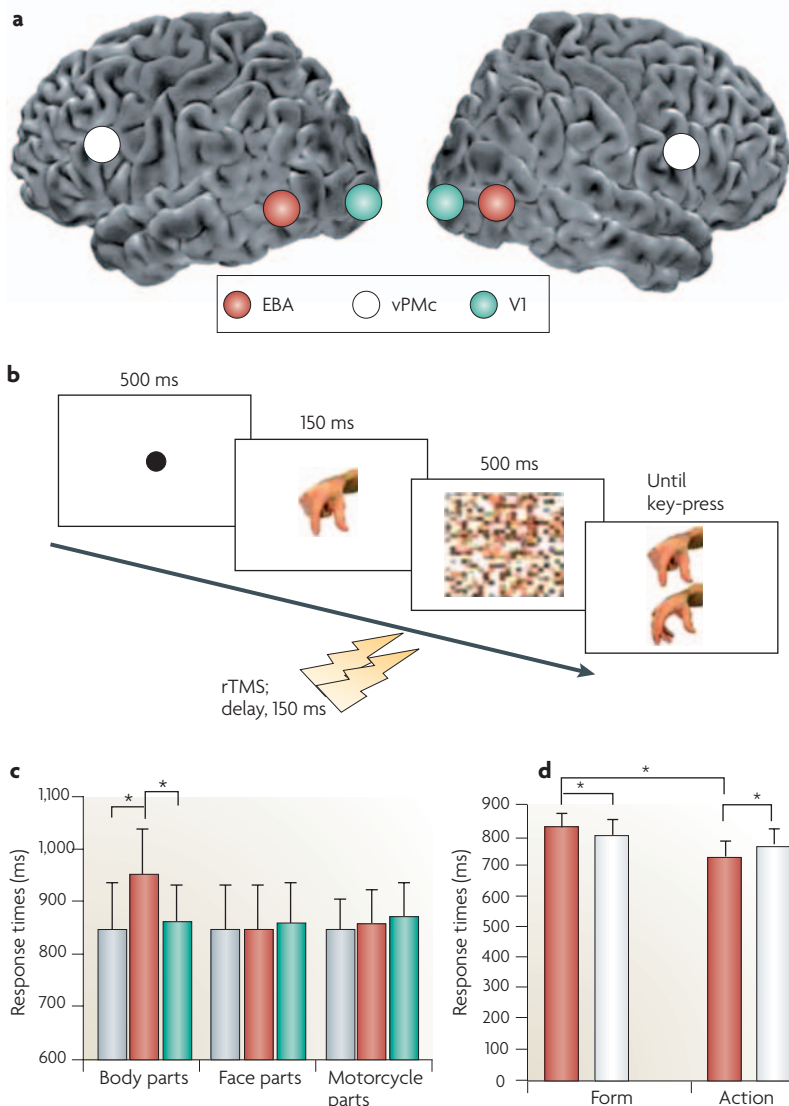 a
EBA vPMc V1
b
500 ms
150 ms
500 ms
Until
key-press
rTMS;
delay, 150 ms
c
* *
1,100
1,000
900
800
700
600
Response times (ms)
Body parts Face parts Motorcycle
parts
d
*
* *
900
800
700
600
500
400
300
200
100
0
Response times (ms)
Form Action